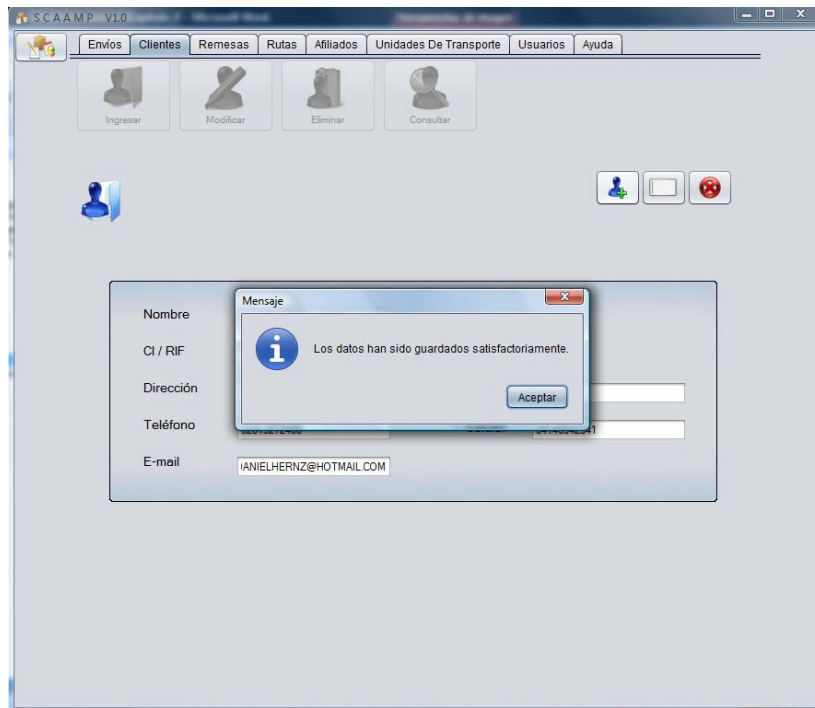 SCAAMP V1.0
Envíos Clientes Remesas Rutas Afiliados Unidades De Transporte Usuarios Ayuda
Ingresar Modificar Eliminar Consultar
Mensaje
Nombre
Los datos han sido guardados satisfactoriamente.
CI / RIF
Dirección
Aceptar
Teléfono
E-mail
ANIELHERNZ@HOTMAIL.COM